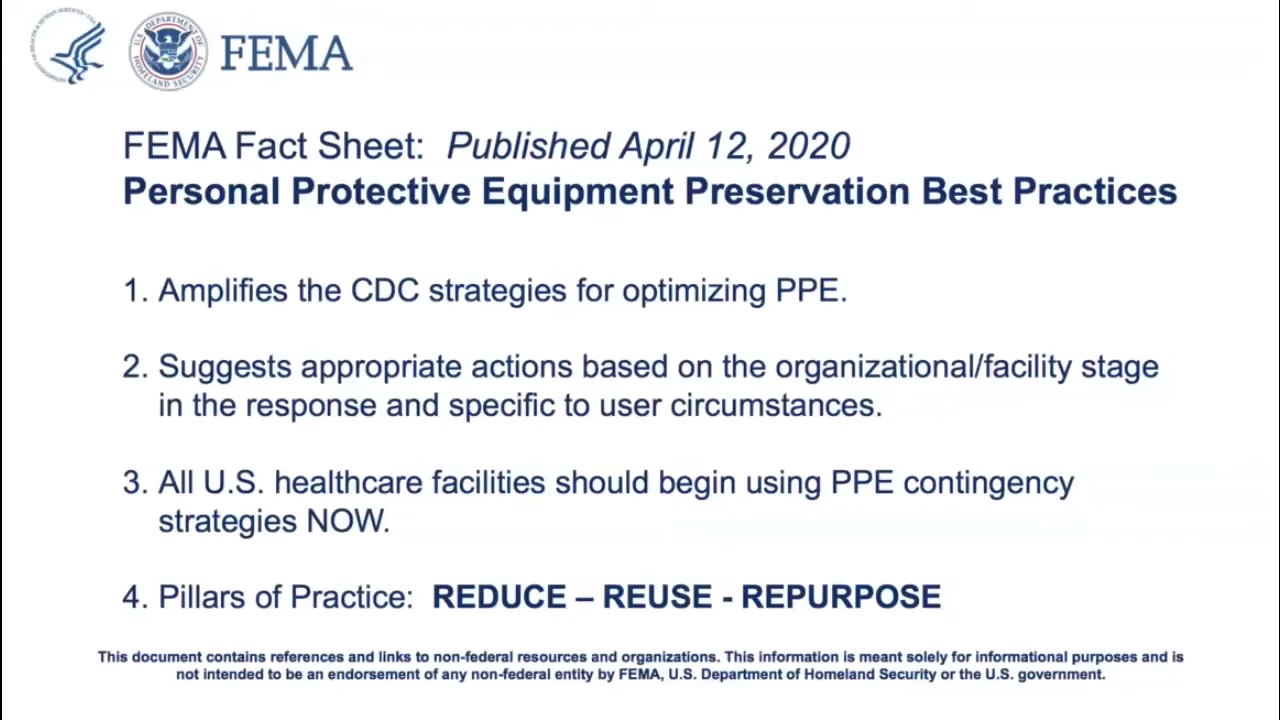 FEMA
FEMA Fact Sheet: Published April 12, 2020
Personal Protective Equipment Preservation Best Practices
1. Amplifies the CDC strategies for optimizing PPE.
2. Suggests appropriate actions based on the organizational/facility stage
in the response and specific to user circumstances.
3. All U.S. healthcare facilities should begin using PPE contingency
strategies NOW.
4. Pillars of Practice: REDUCE – REUSE - REPURPOSE
This document contains references and links to non-federal resources and organizations. This information is meant solely for informational purposes and is
not intended to be an endorsement of any non-federal entity by FEMA, U.S. Department of Homeland Security or the U.S. government.